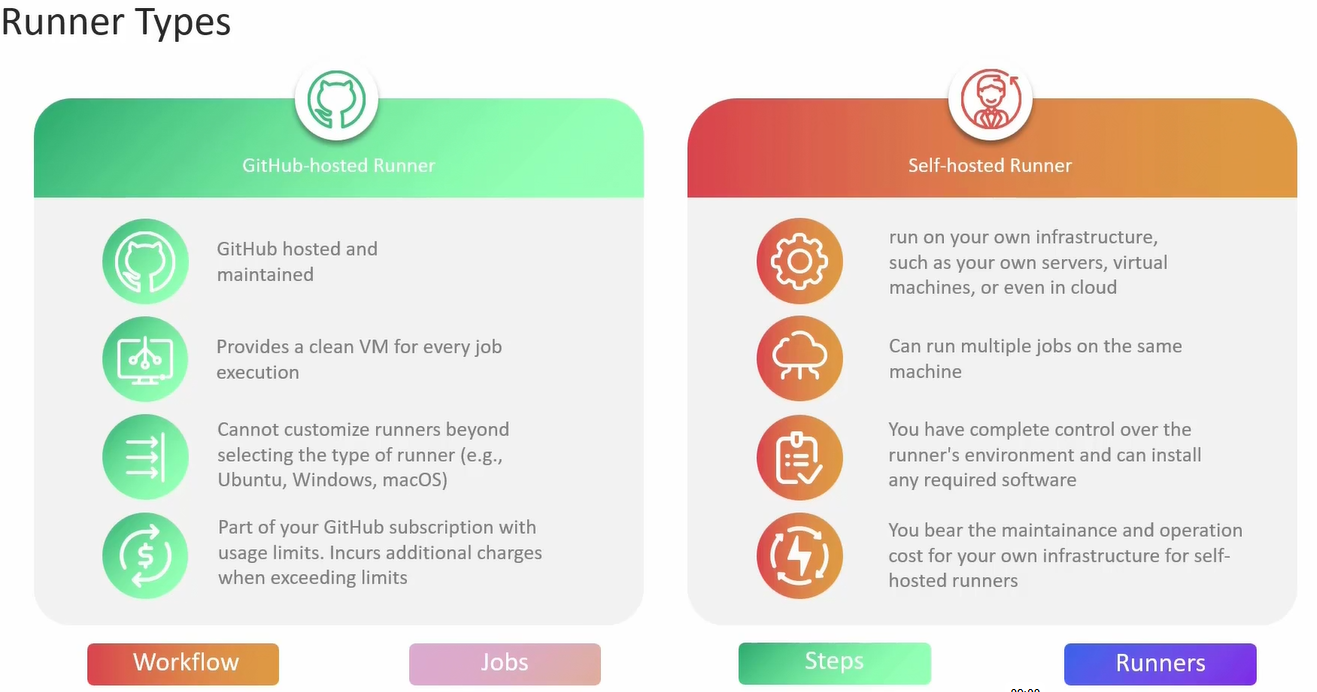 Runner Types
GitHub-hosted Runner
GitHub hosted and
maintained
Provides a clean VM for every job
execution
Cannot customize runners beyond
selecting the type of runner (e.g.,
Ubuntu, Windows, macOS)
Part of your GitHub subscription with
usage limits. Incurs additional charges
when exceeding limits
Self-hosted Runner
run on your own infrastructure,
such as your own servers, virtual
machines, or even in cloud
Can run multiple jobs on the same
machine
You have complete control over the
runner's environment and can install
any required software
You bear the maintainance and operation
cost for your own infrastructure for self-
hosted runners
Workflow
Jobs
Steps
Runners